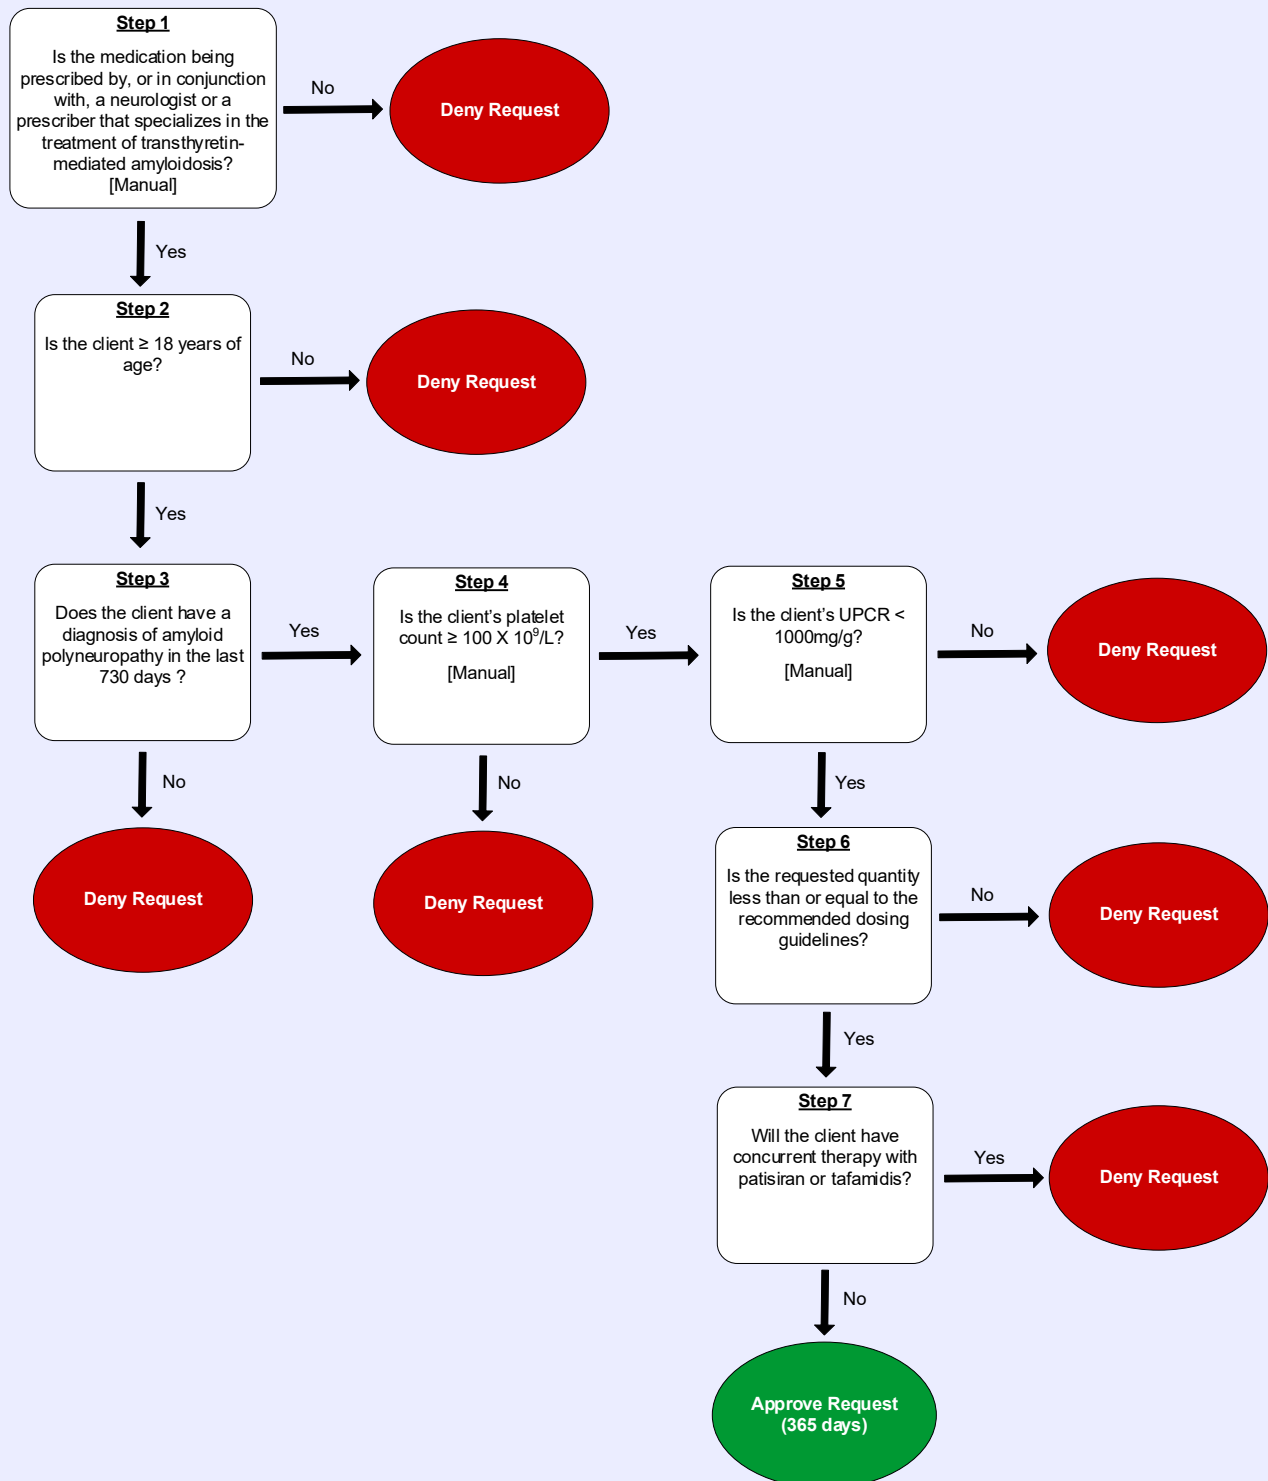 Step 1
Is the medication being
prescribed by, or in conjunction
with, a neurologist or a
prescriber that specializes in the
treatment of transthyretin-
mediated amyloidosis?
[Manual]
No
Deny Request
Yes
Step 2
Is the client ≥ 18 years of
age?
No
Deny Request
Yes
Step 3
Does the client have a
diagnosis of amyloid
polyneuropathy in the last
730 days ?
Yes
No
Deny Request
Step 4
Is the client's platelet
count ≥ 100 X 10⁹/L?
[Manual]
Yes
No
Deny Request
Step 5
Is the client's UPCR <
1000mg/g?
[Manual]
No
Deny Request
Yes
Step 6
Is the requested quantity
less than or equal to the
recommended dosing
guidelines?
No
Deny Request
Yes
Step 7
Will the client have
concurrent therapy with
patisiran or tafamidis?
Yes
Deny Request
No
Approve Request
(365 days)